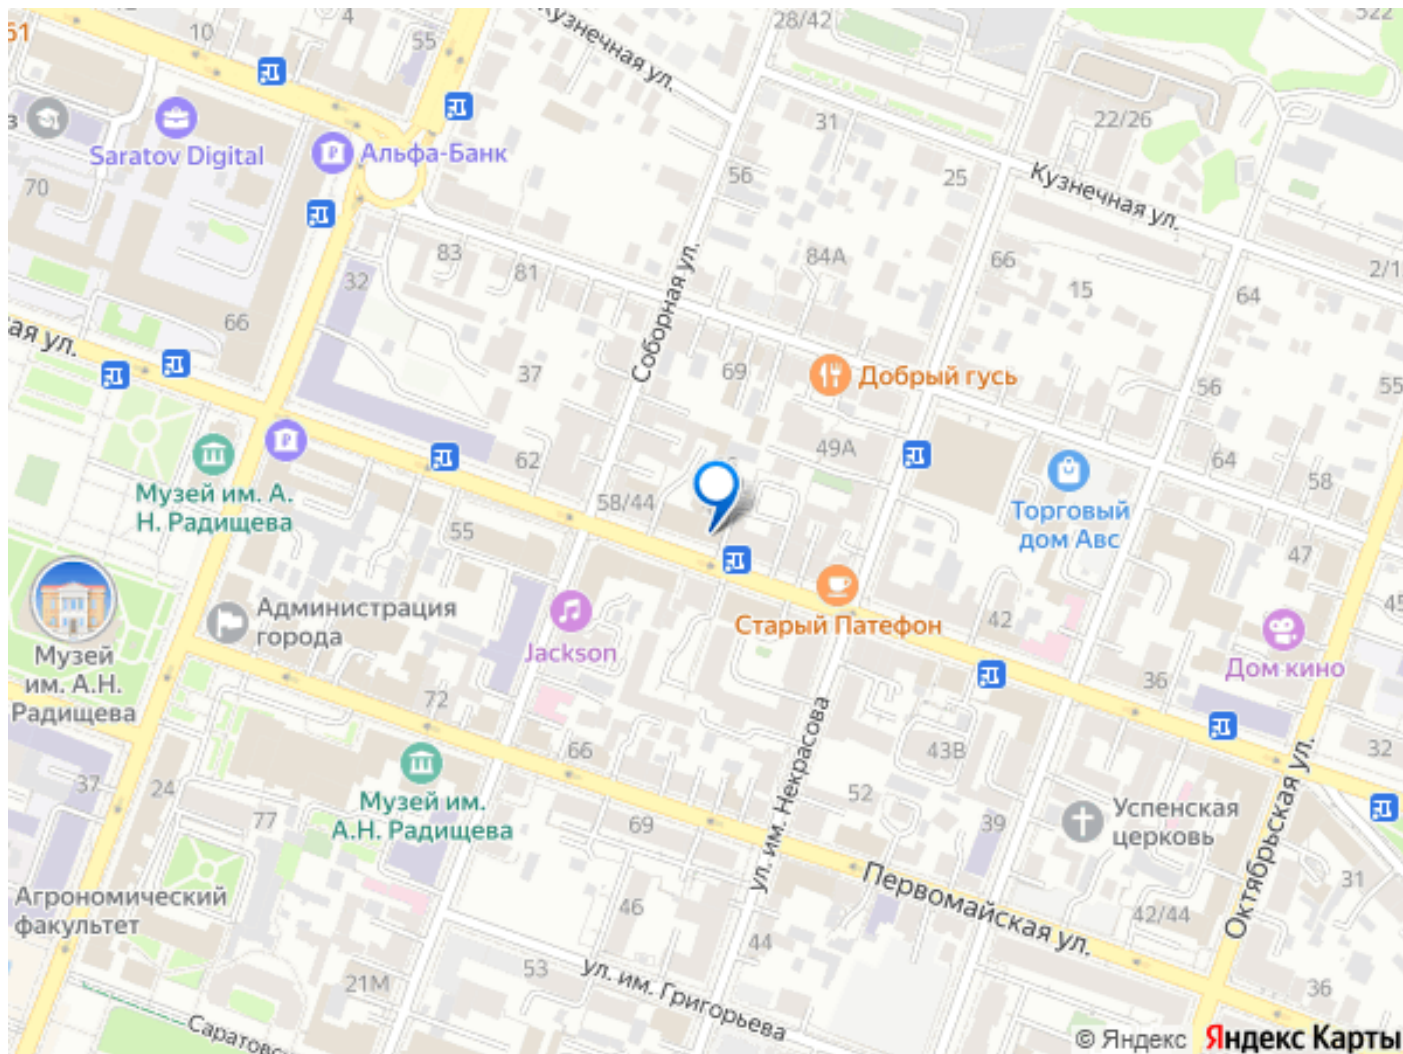 61
10
4
55
28/42
522
Кузнечная ул.
з
Saratov Digital
Альфа-Банк
70
31
22/26
56
25
Кузнечная ул.
83
81
84А
66
32
15
64
2/1
66
ая ул.
Соборная ул.
37
69
Добрый гусь
56
55
62
49А
64
58
Музей им. А.
Н. Радищева
58/44
55
Торговый
дом Авс
47
Администрация
города
Старый Патефон
42
45
Jackson
Дом кино
Музей
им. А.Н.
Радищева
36
72
66
43В
32
ул. им. Некрасова
Октябрьская ул.
37
24
77
Музей им.
А.Н. Радищева
69
52
39
Успенская
церковь
31
Первомайская ул.
Агрономический
факультет
46
44
42/44
53
21М
ул. им. Григорьева
36
Саратовс
© Яндекс Яндекс Карты